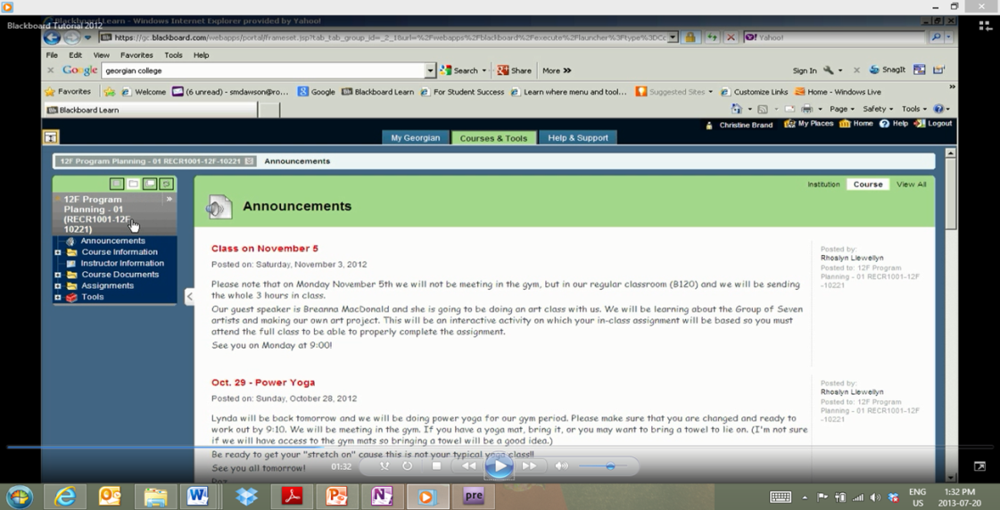 Blackboard Learn - Windows Internet Explorer provided by Yahoo!
Blackboard Tutorial 2012
https://gc.blackboard.com/webapps/portal/frameset.jsp?tab_tab_group_id=_2_1&url=%2Fwebapps%2Fblackboard%2Fexecute%2Flauncher%3Ftype%3DCc
Yahoo!
File Edit View Favorites Tools Help
Google georgian college Search Share More >> Sign In SnagIt
Favorites Welcome (6 unread) - smdawson@ro... Google Blackboard Learn For Student Success Learn where menu and tool... Suggested Sites Customize Links Home - Windows Live
Blackboard Learn Page Safety Tools
Christine Brand My Places Home Help Logout
My Georgian Courses & Tools Help & Support
12F Program Planning - 01 RECR1001-12F-10221 Announcements
12F Program
Planning - 01
(RECR1001-12F-
10221)
Announcements
Course Information
Instructor Information
Course Documents
Assignments
Tools
Institution Course View All
Announcements
Class on November 5
Posted on: Saturday, November 3, 2012
Please note that on Monday November 5th we will not be meeting in the gym, but in our regular classroom (B120) and we will be sending
the whole 3 hours in class.
Our guest speaker is Breanna MacDonald and she is going to be doing an art class with us. We will be learning about the Group of Seven
artists and making our own art project. This will be an interactive activity on which your in-class assignment will be based so you must
attend the full class to be able to properly complete the assignment.
See you on Monday at 9:00!
Posted by:
Rhoslyn Llewellyn
Posted to: 12F Program
Planning - 01 RECR1001-12F
-10221
Oct. 29 - Power Yoga
Posted on: Sunday, October 28, 2012
Lynda will be back tomorrow and we will be doing power yoga for our gym period. Please make sure that you are changed and ready to
work out by 9:10. We will be meeting in the gym. If you have a yoga mat, bring it, or you may want to bring a towel to lie on. (I'm not sure
if we will have access to the gym mats so bringing a towel will be a good idea.)
Be ready to get your "stretch on" cause this is not your typical yoga class!!
See you all tomorrow!
Roz
Posted by:
Rhoslyn Llewellyn
Posted to: 12F Program
Planning - 01 RECR1001-12F
-10221
01:32
pre
ENG
US
1:32 PM
2013-07-20